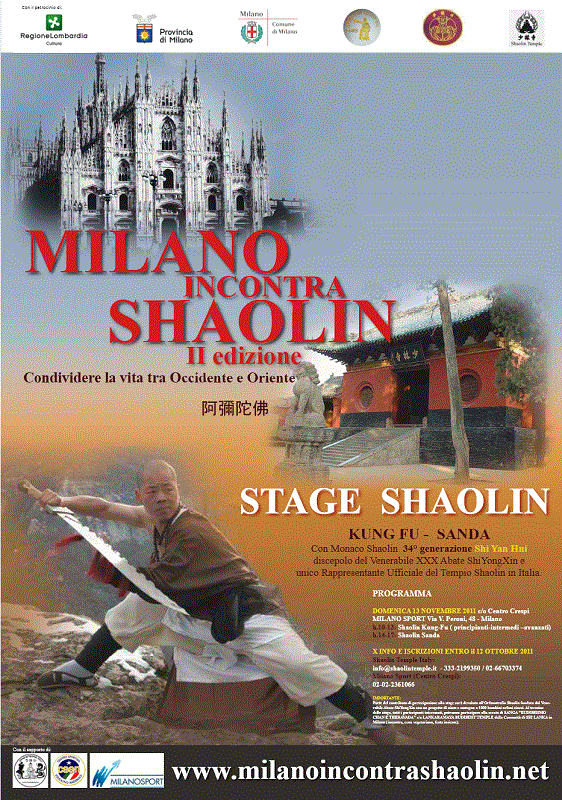 Con il patrocinio di:
RegioneLombardia
Cultura
Provincia
di Milano
Milano
Comune
di Milano
少林寺
Shaolin Temple
MILANO
INCONTRA
SHAOLIN
II edizione
Condividere la vita tra Occidente e Oriente
阿彌陀佛
STAGE SHAOLIN
KUNG FU - SANDA
Con Monaco Shaolin 34° generazione Shi Yan Hui
discepolo del Venerabile XXX Abate ShiYongXin e
unico Rappresentante Ufficiale del Tempio Shaolin in Italia.
PROGRAMMA
DOMENICA 13 NOVEMBRE 2011 c/o Centro Crespi
MILANO SPORT Via V. Peroni, 48 - Milano
h.10-12 Shaolin Kung-Fu ( principianti-intermedi –avanzati)
h.14-17 Shaolin Sanda
X INFO E ISCRIZIONI ENTRO il 12 OTTOBRE 2011
Shaolin Temple Italy:
info@shaolintemple.it - 333-2199350 / 02-66703374
Milano Sport (Centro Crespi):
02-02-2361066
IMPORTANTE:
Con il supporto di
MILANOSPORT
www.milanoincontrashaolin.net